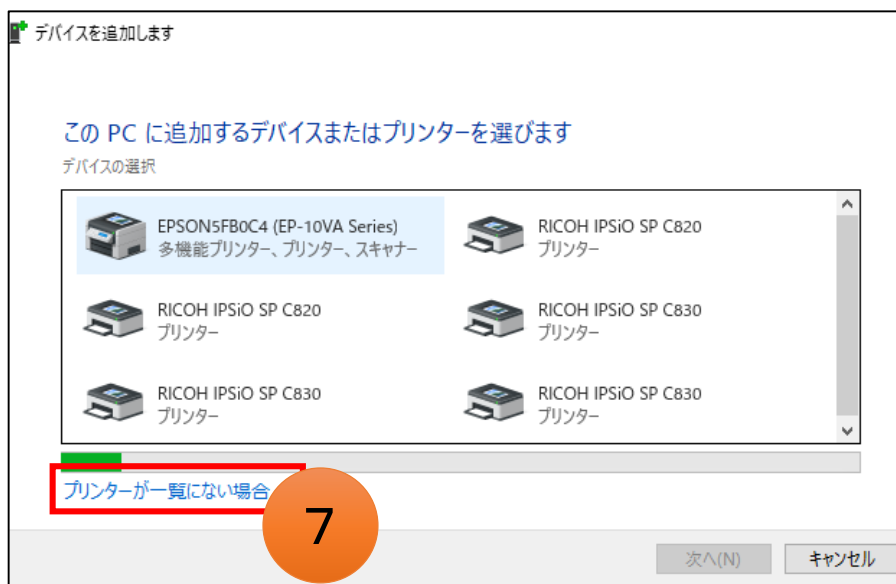 デバイスを追加します
この PC に追加するデバイスまたはプリンターを選びます
デバイスの選択
EPSON5FB0C4 (EP-10VA Series)
多機能プリンター、プリンター、スキャナー
RICOH IPSiO SP C820
プリンター
RICOH IPSiO SP C820
プリンター
RICOH IPSiO SP C830
プリンター
RICOH IPSiO SP C830
プリンター
RICOH IPSiO SP C830
プリンター
プリンターが一覧にない場合
7
次へ(N)
キャンセル